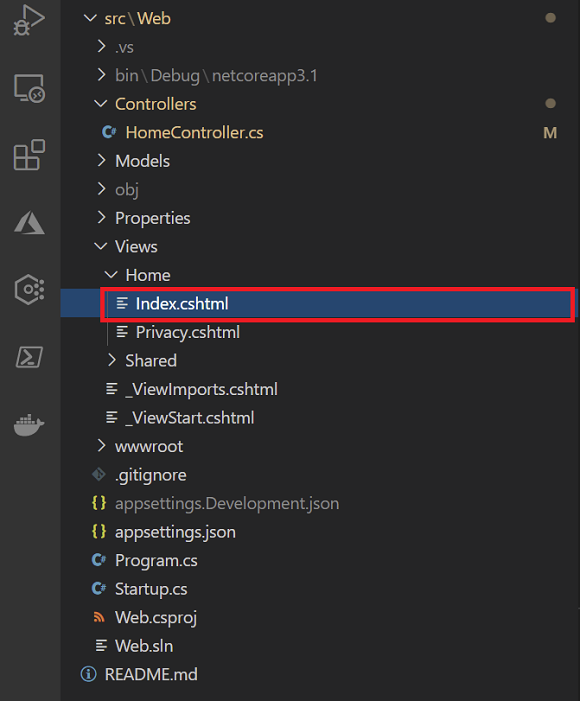 src\Web
.vs
bin\Debug\netcoreapp3.1
Controllers
HomeController.cs M
Models
obj
Properties
Views
Home
Index.cshtml
Privacy.cshtml
Shared
_ViewImports.cshtml
_ViewStart.cshtml
wwwroot
.gitignore
appsettings.Development.json
appsettings.json
Program.cs
Startup.cs
Web.csproj
Web.sln
README.md